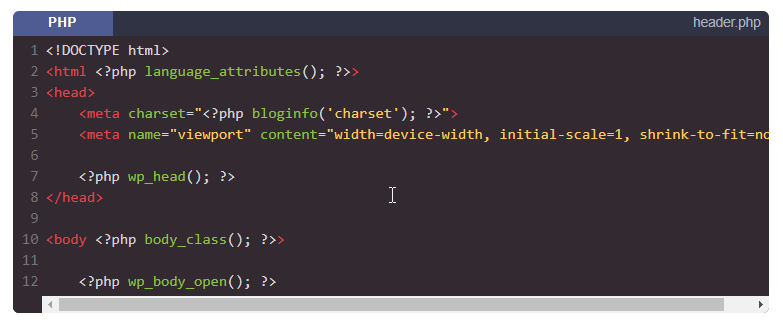 PHP header.php
1 <!DOCTYPE html>
2 <html <?php language_attributes(); ?>>
3 <head>
4     <meta charset="<?php bloginfo('charset'); ?>">
5     <meta name="viewport" content="width=device-width, initial-scale=1, shrink-to-fit=no
6
7     <?php wp_head(); ?>
8 </head>
9
10 <body <?php body_class(); ?>>
11
12     <?php wp_body_open(); ?>